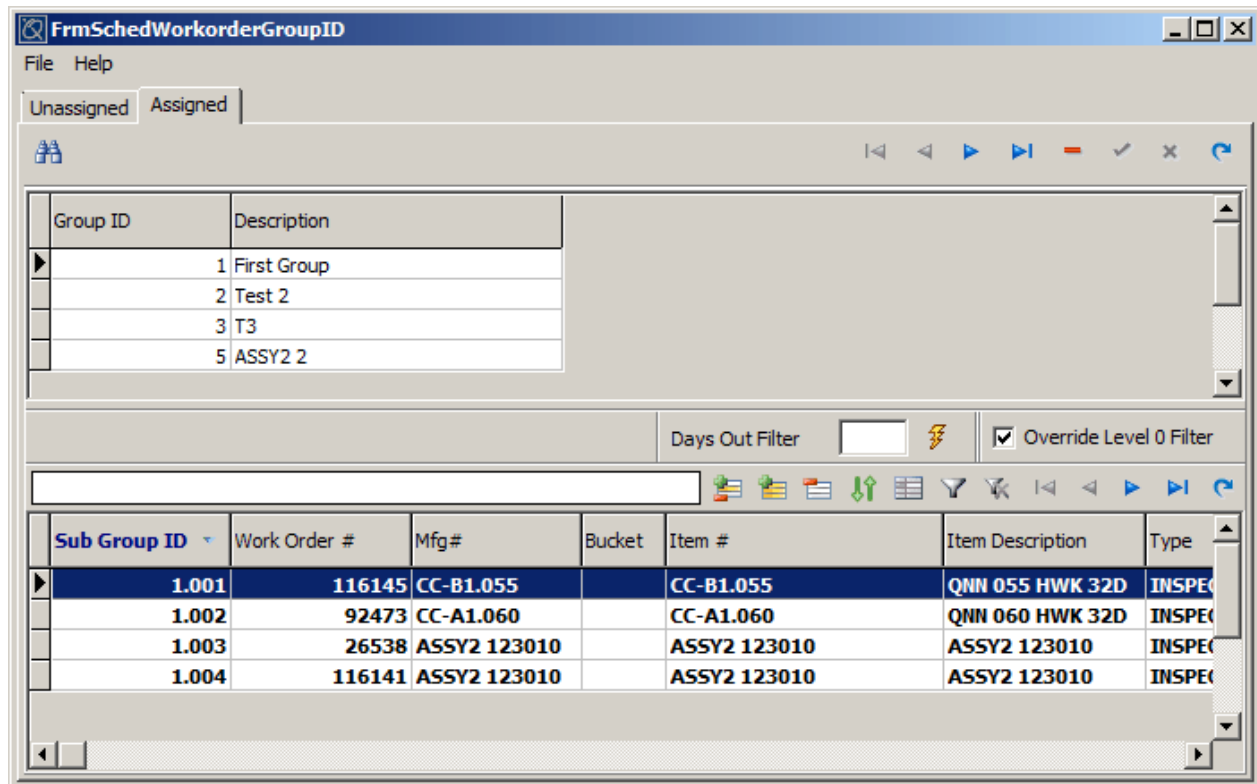 FrmSchedWorkorderGroupID
File Help
Unassigned Assigned
Group ID Description
1 First Group
2 Test 2
3 T3
5 ASSY2 2
Days Out Filter Override Level 0 Filter
Sub Group ID Work Order # Mfg# Bucket Item # Item Description Type
1.001 116145 CC-B1.055 CC-B1.055 QNN 055 HWK 32D INSPE
1.002 92473 CC-A1.060 CC-A1.060 QNN 060 HWK 32D INSPE
1.003 26538 ASSY2 123010 ASSY2 123010 ASSY2 123010 INSPE
1.004 116141 ASSY2 123010 ASSY2 123010 ASSY2 123010 INSPE